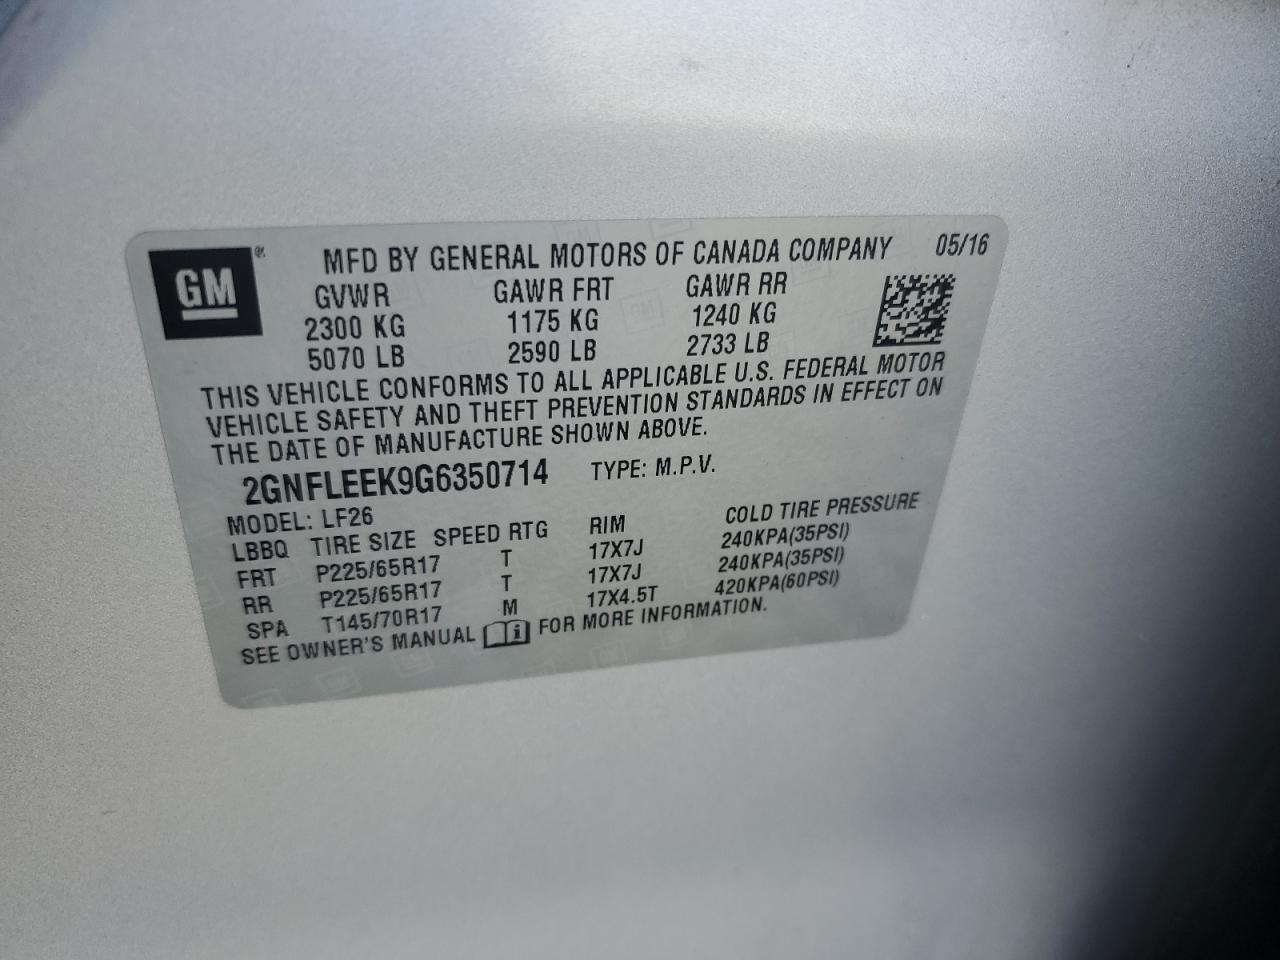 GM® MFD BY GENERAL MOTORS OF CANADA COMPANY 05/16
GVWR GAWR FRT GAWR RR
2300 KG 1175 KG 1240 KG
5070 LB 2590 LB 2733 LB
THIS VEHICLE CONFORMS TO ALL APPLICABLE U.S. FEDERAL MOTOR
VEHICLE SAFETY AND THEFT PREVENTION STANDARDS IN EFFECT ON
THE DATE OF MANUFACTURE SHOWN ABOVE.
2GNFLEEK9G6350714 TYPE: M.P.V.
MODEL: LF26
LBBQ TIRE SIZE SPEED RTG RIM COLD TIRE PRESSURE
FRT P225/65R17 T 17X7J 240KPA(35PSI)
RR P225/65R17 T 17X7J 240KPA(35PSI)
SPA T145/70R17 M 17X4.5T 420KPA(60PSI)
SEE OWNER'S MANUAL i FOR MORE INFORMATION.